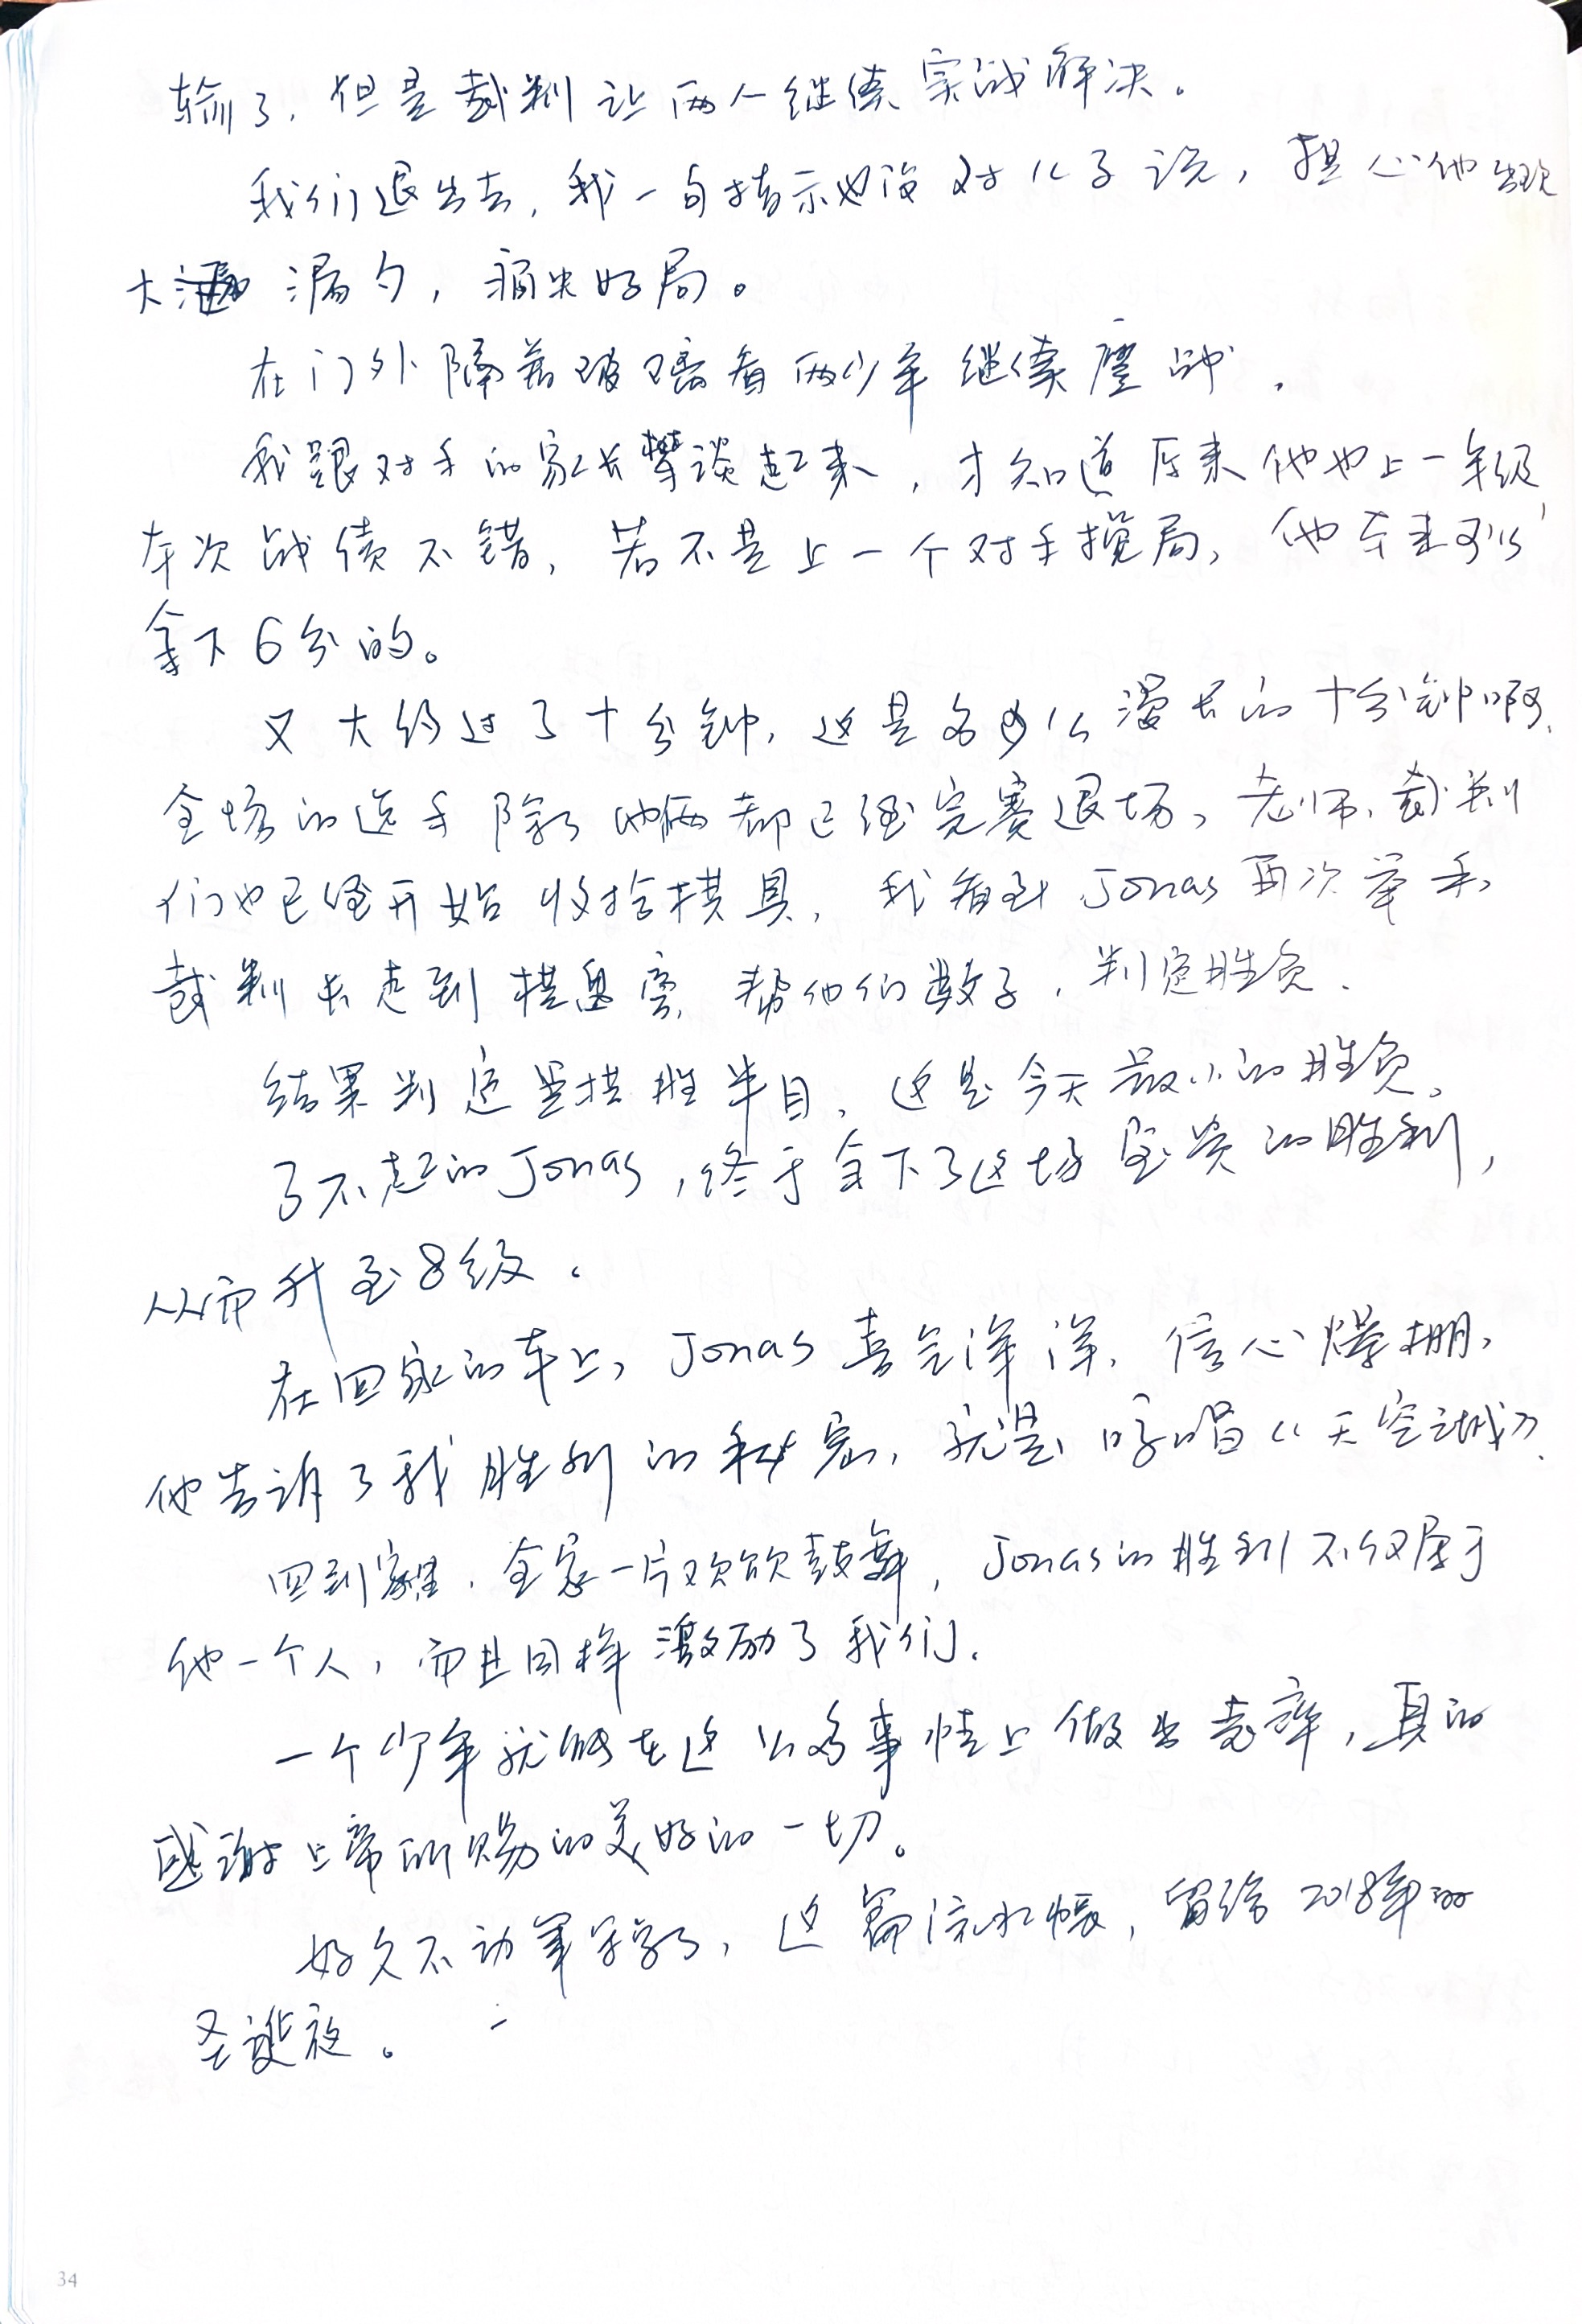 输了，但是裁判让两人继续实战解决。
我们退出去，我一句指示也没对儿子说，担心他出现
大漏勺，痛失好局。
在门外隔着玻璃看两少年继续鏖战，
我跟对手的家长攀谈起来，才知道原来他也上一年级，
本次战绩不错，若不是上一个对手搅局，他本来可以
拿下6分的。
又大约过了十分钟，这是多么漫长的十分钟啊，
全场的选手除了他俩都已经完赛退场，老师、裁判
们也已经开始收拾棋具，我看到Jonas再次举手，
裁判长走到棋盘旁，帮他们数子，判定胜负。
结果判定黑棋胜半目，这是今天最小的胜负。
了不起的Jonas，终于拿下了这场宝贵的胜利，
从而升至8级。
在回家的车上，Jonas喜气洋洋，信心爆棚，
他告诉了我胜利的秘密，就是哼唱《天空之城》。
回到家里，全家一片欢欣鼓舞，Jonas的胜利不仅属于
他一个人，而且同样激励了我们。
一个少年就能在这么多事情上做出表率，真的
感谢上帝所赐的美好的一切。
好久不动笔写字了，这篇流水帐，留给2018年的
圣诞夜。
34